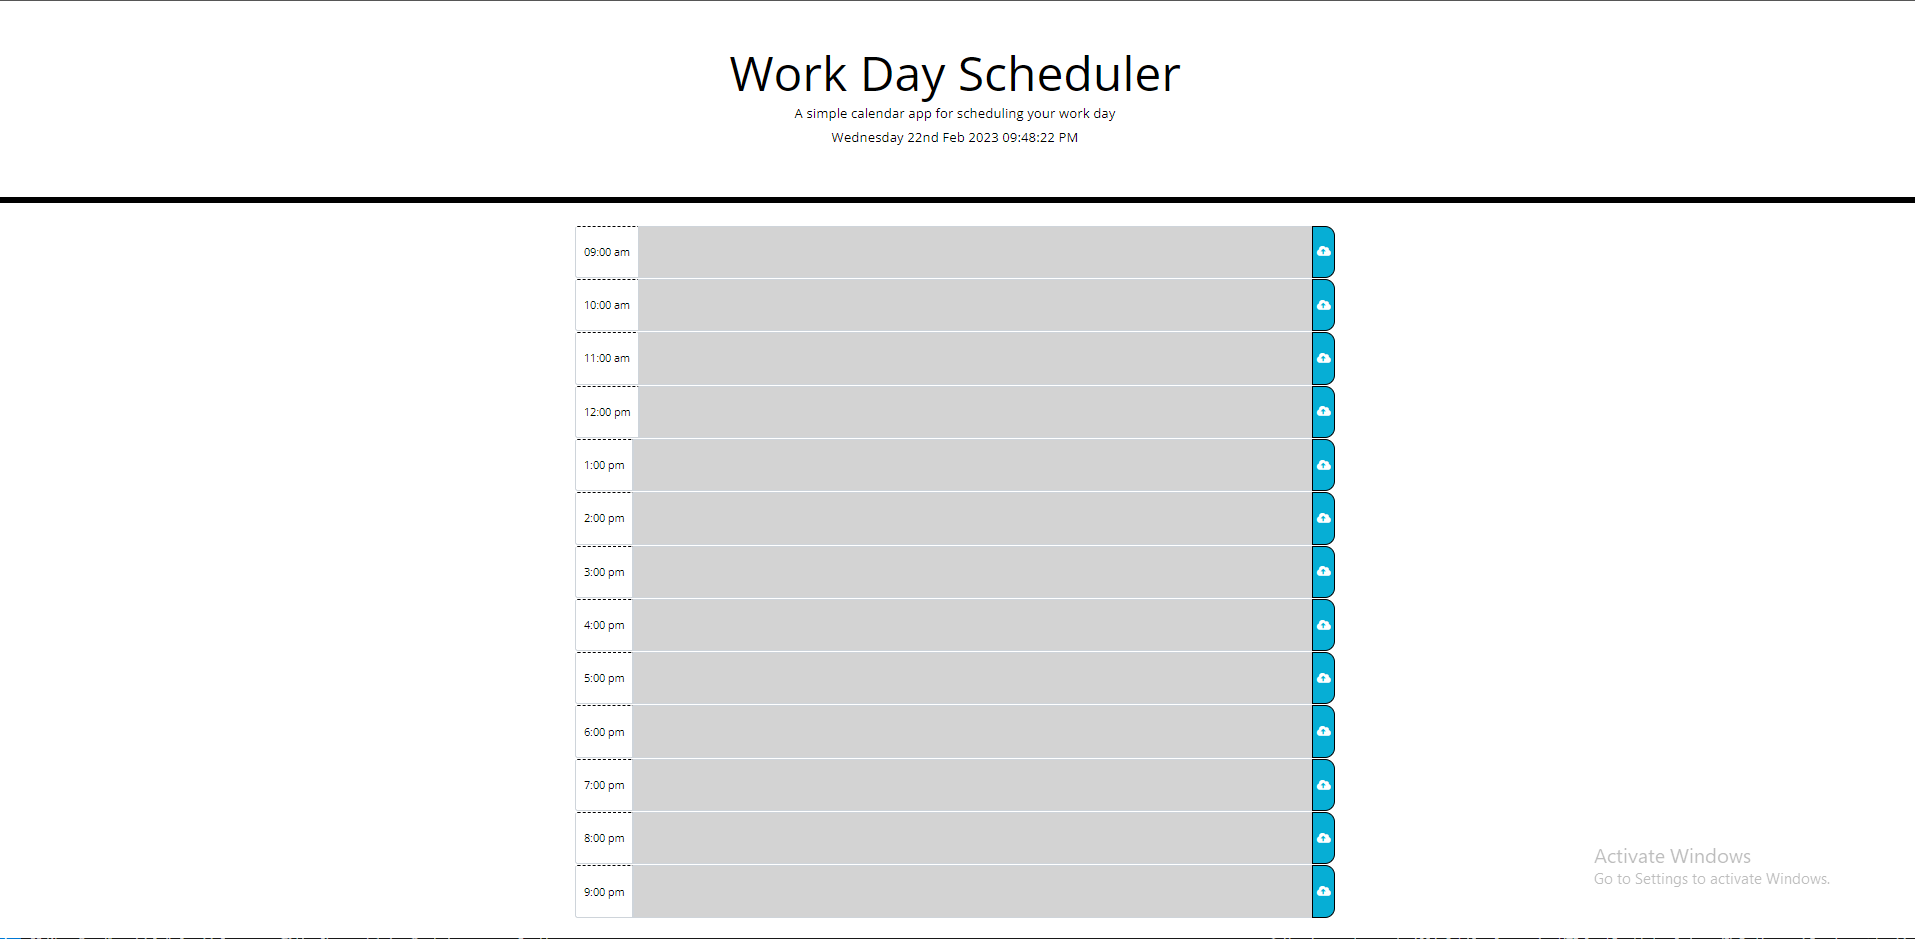 Work Day Scheduler
A simple calendar app for scheduling your work day
Wednesday 22nd Feb 2023 09:48:22 PM
09:00 am
10:00 am
11:00 am
12:00 pm
1:00 pm
2:00 pm
3:00 pm
4:00 pm
5:00 pm
6:00 pm
7:00 pm
8:00 pm
9:00 pm
Activate Windows
Go to Settings to activate Windows.